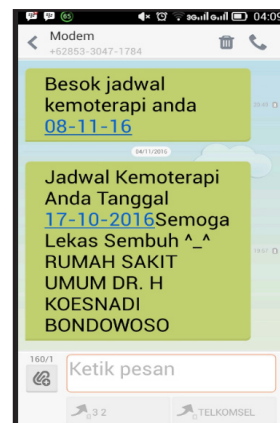 65
3G
G
04:09
Modem
+62853-3047-1784
Besok jadwal
kemoterapi anda
08-11-16
04/11/2016
Jadwal Kemoterapi
Anda Tanggal
17-10-2016Semoga
Lekas Sembuh ^_^
RUMAH SAKIT
UMUM DR. H
KOESNADI
BONDOWOSO
160/1
Ketik pesan
3 2
TELKOMSEL